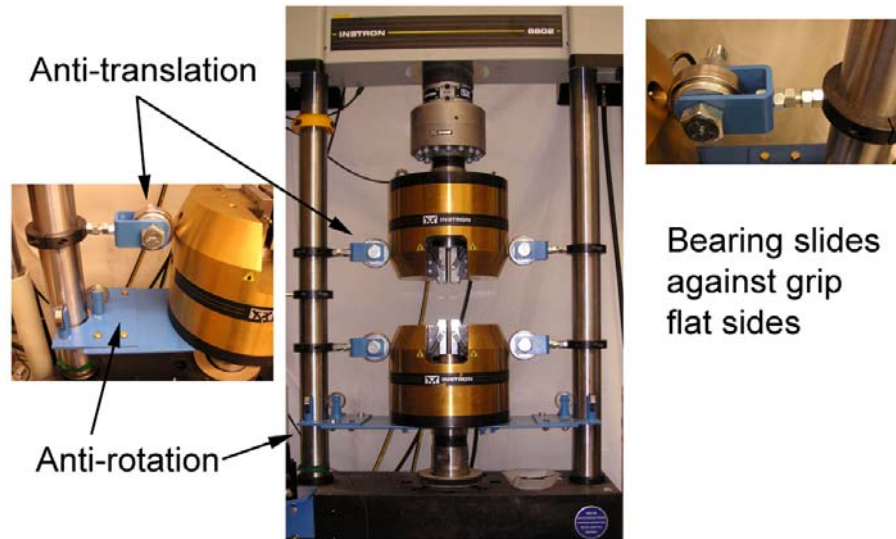 Anti-translation
INSTRON 8802
INSTRON
INSTRON
Anti-rotation
Bearing slides
against grip
flat sides